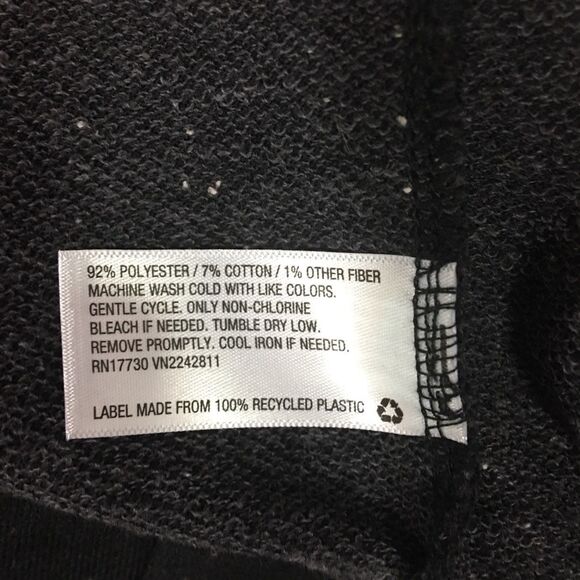 92% POLYESTER / 7% COTTON / 1% OTHER FIBER
MACHINE WASH COLD WITH LIKE COLORS.
GENTLE CYCLE. ONLY NON-CHLORINE
BLEACH IF NEEDED. TUMBLE DRY LOW.
REMOVE PROMPTLY. COOL IRON IF NEEDED.
RN17730 VN2242811
LABEL MADE FROM 100% RECYCLED PLASTIC